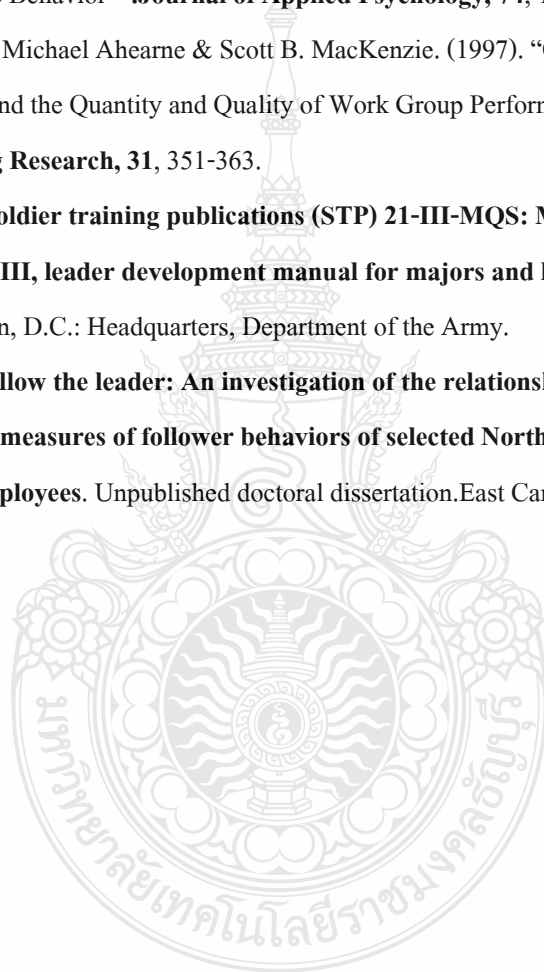 Behavior” .Journal of Applied Psychology, 74,
Michael Ahearne & Scott B. MacKenzie. (1997). “
nd the Quantity and Quality of Work Group Perfor
g Research, 31, 351-363.
oldier training publications (STP) 21-III-MQS:
III, leader development manual for majors and
n, D.C.: Headquarters, Department of the Army.
llow the leader: An investigation of the relations
measures of follower behaviors of selected North
ployees. Unpublished doctoral dissertation.East Car
มหาวิทยาลัยเทคโนโลยีราชมงคลธัญบุรี